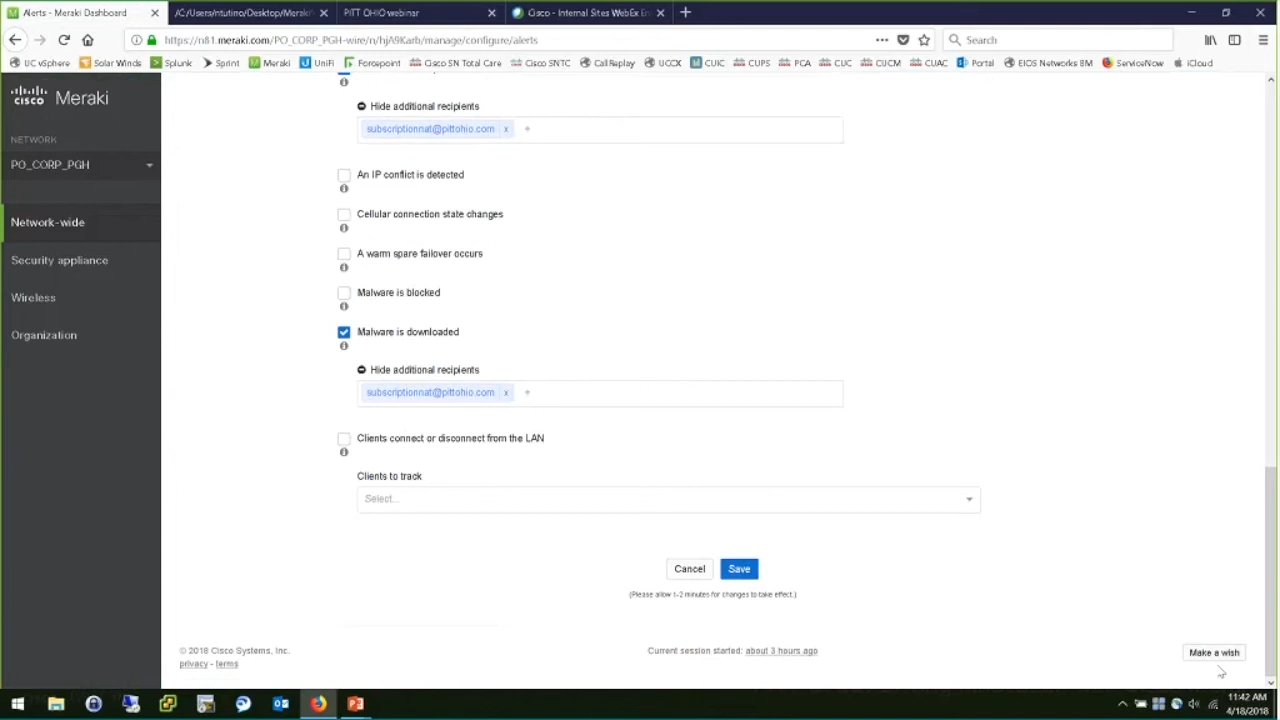 Alerts - Meraki Dashboard
/C:/Users/ntutino/Desktop/Meraki
PITT OHIO webinar
Cisco - Internal Sites WebEx En
https://n81.meraki.com/PO_CORP_PGH-wire/n/hjA9Karb/manage/configure/alerts
Search
UC vSphere Solar Winds Splunk Sprint Meraki UniFi Forcepoint Cisco SN Total Care Cisco SNTC CallReplay UCCX CUIC CUPS PCA CUC CUCM CUAC Portal EIOS Networks BM ServiceNow iCloud
cisco Meraki
NETWORK
PO_CORP_PGH
Network-wide
Security appliance
Wireless
Organization
Hide additional recipients
subscriptionnat@pittohio.com x +
An IP conflict is detected
Cellular connection state changes
A warm spare failover occurs
Malware is blocked
Malware is downloaded
Hide additional recipients
subscriptionnat@pittohio.com x +
Clients connect or disconnect from the LAN
Clients to track
Select...
Cancel
Save
(Please allow 1-2 minutes for changes to take effect.)
© 2018 Cisco Systems, Inc.
privacy - terms
Current session started: about 3 hours ago
Make a wish
11:42 AM
4/18/2018